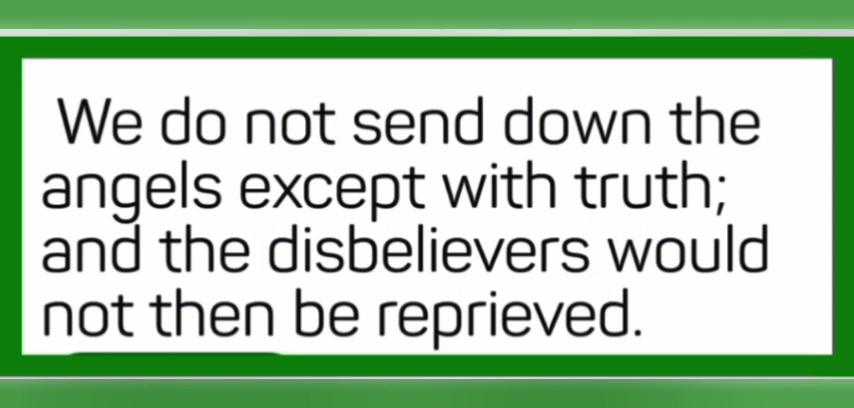 We do not send down the
angels except with truth;
and the disbelievers would
not then be reprieved.